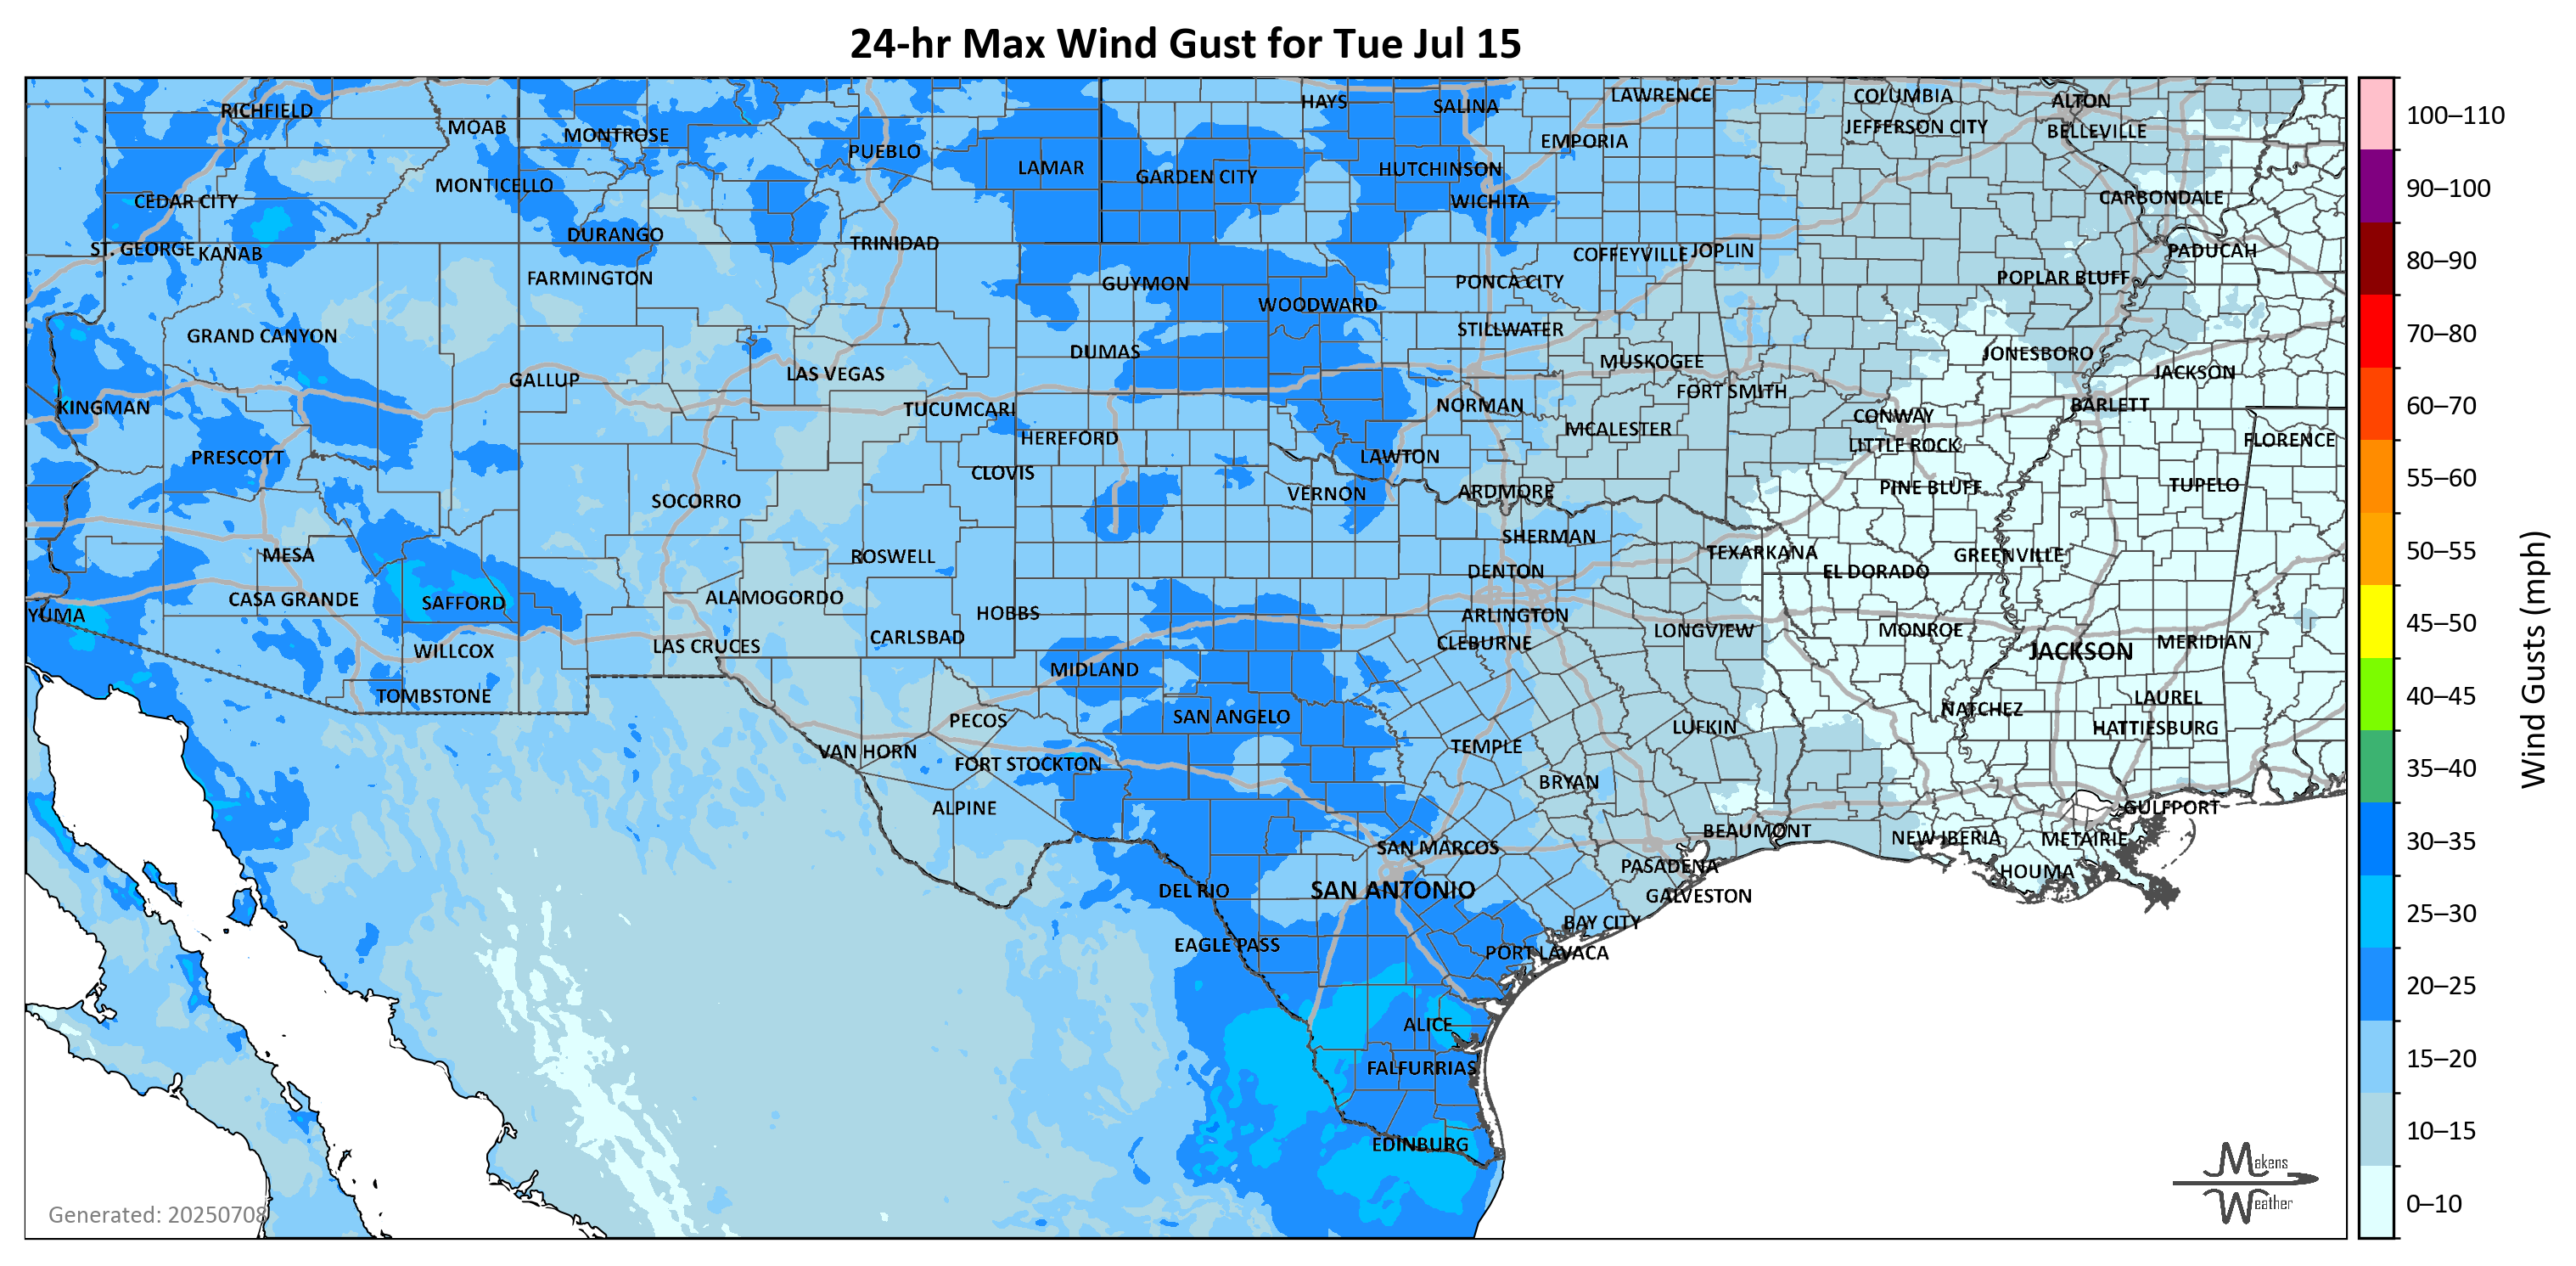 24-hr Max Wind Gust for Tue Jul 15
RICHFIELD
MOAB
MONTROSE
PUEBLO
LAMAR
HAYS
SALINA
LAWRENCE
COLUMBIA
ALTON
JEFFERSON CITY
BELLEVILLE
EMPORIA
HUTCHINSON
GARDEN CITY
MONTICELLO
CEDAR CITY
WICHITA
CARBONDALE
DURANGO
TRINIDAD
ST. GEORGE
KANAB
COFFEYVILLE
JOPLIN
PADUCAH
FARMINGTON
GUYMON
PONCA CITY
POPLAR BLUFF
WOODWARD
GRAND CANYON
STILLWATER
DUMAS
MUSKOGEE
JONESBORO
JACKSON
LAS VEGAS
GALLUP
FORT SMITH
KINGMAN
TUCUMCARI
NORMAN
CONWAY
BARLETT
MCALESTER
HEREFORD
LITTLE ROCK
FLORENCE
PRESCOTT
LAWTON
CLOVIS
SOCORRO
VERNON
ARDMORE
PINE BLUFF
TUPELO
SHERMAN
MESA
ROSWELL
TEXARKANA
GREENVILLE
DENTON
EL DORADO
CASA GRANDE
SAFFORD
ALAMOGORDO
HOBBS
ARLINGTON
YUMA
CARLSBAD
CLEBURNE
LONGVIEW
MONROE
MERIDIAN
WILLCOX
LAS CRUCES
JACKSON
MIDLAND
TOMBSTONE
LAUREL
PECOS
SAN ANGELO
NATCHEZ
LUFKIN
HATTIESBURG
VAN HORN
TEMPLE
FORT STOCKTON
BRYAN
ALPINE
GULFPORT
BEAUMONT
NEW IBERIA
METAIRIE
SAN MARCOS
PASADENA
HOUMA
DEL RIO
SAN ANTONIO
GALVESTON
BAY CITY
EAGLE PASS
PORT LAVACA
ALICE
FALFURRIAS
EDINBURG
Generated: 20250708
Makens
Weather
100–110
90–100
80–90
70–80
60–70
55–60
50–55
45–50
40–45
35–40
30–35
25–30
20–25
15–20
10–15
0–10
Wind Gusts (mph)